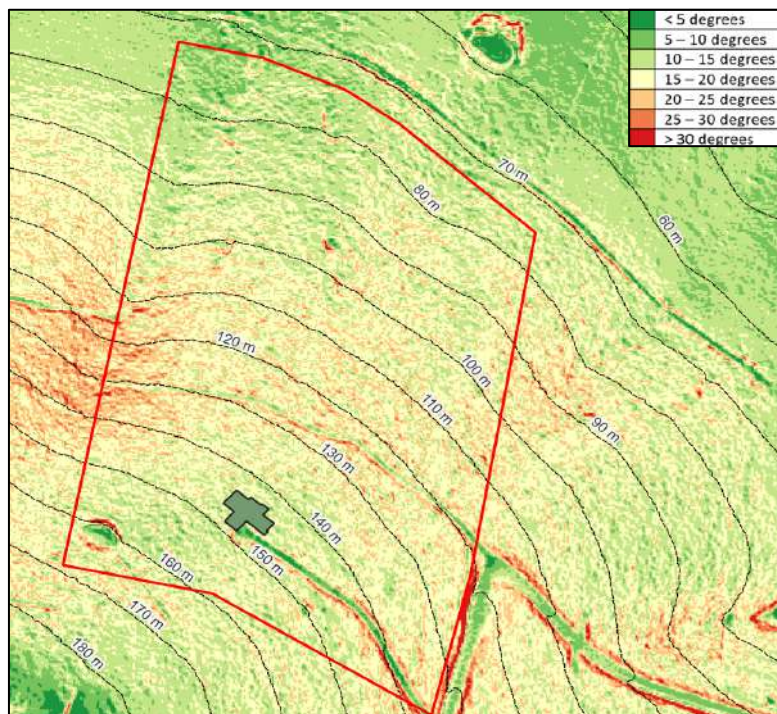 < 5 degrees
5 – 10 degrees
10 – 15 degrees
15 – 20 degrees
20 – 25 degrees
25 – 30 degrees
> 30 degrees
70 m
80 m
60 m
120 m
100 m
110 m
90 m
130 m
140 m
150 m
160 m
170 m
180 m